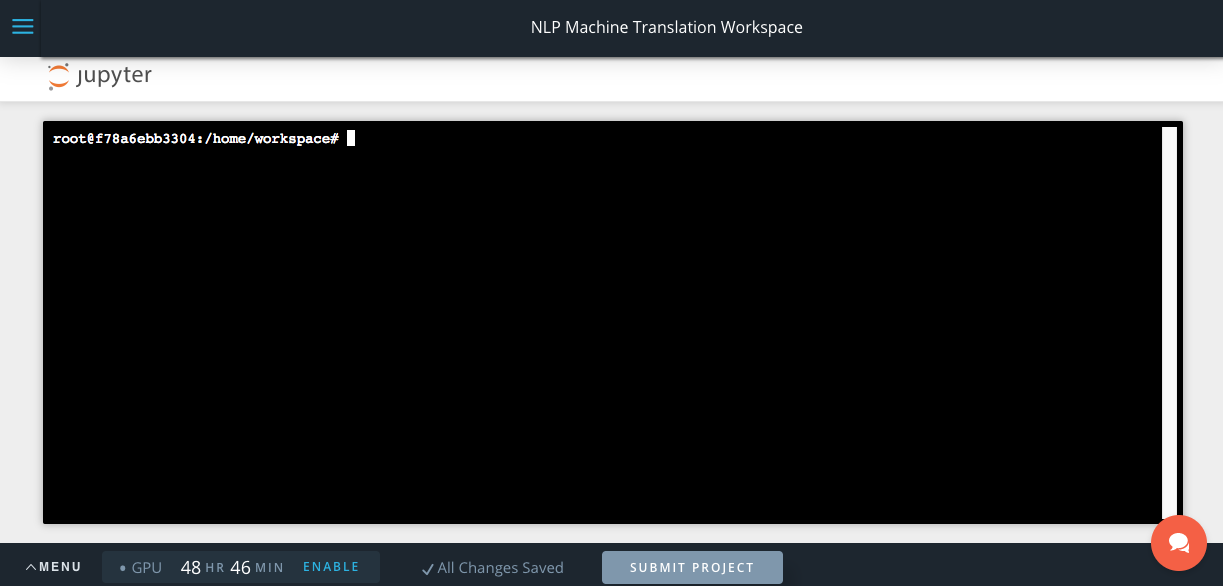 NLP Machine Translation Workspace
jupyter
root@f78a6ebb3304:/home/workspace#
MENU
GPU 48 HR 46 MIN ENABLE
All Changes Saved
SUBMIT PROJECT